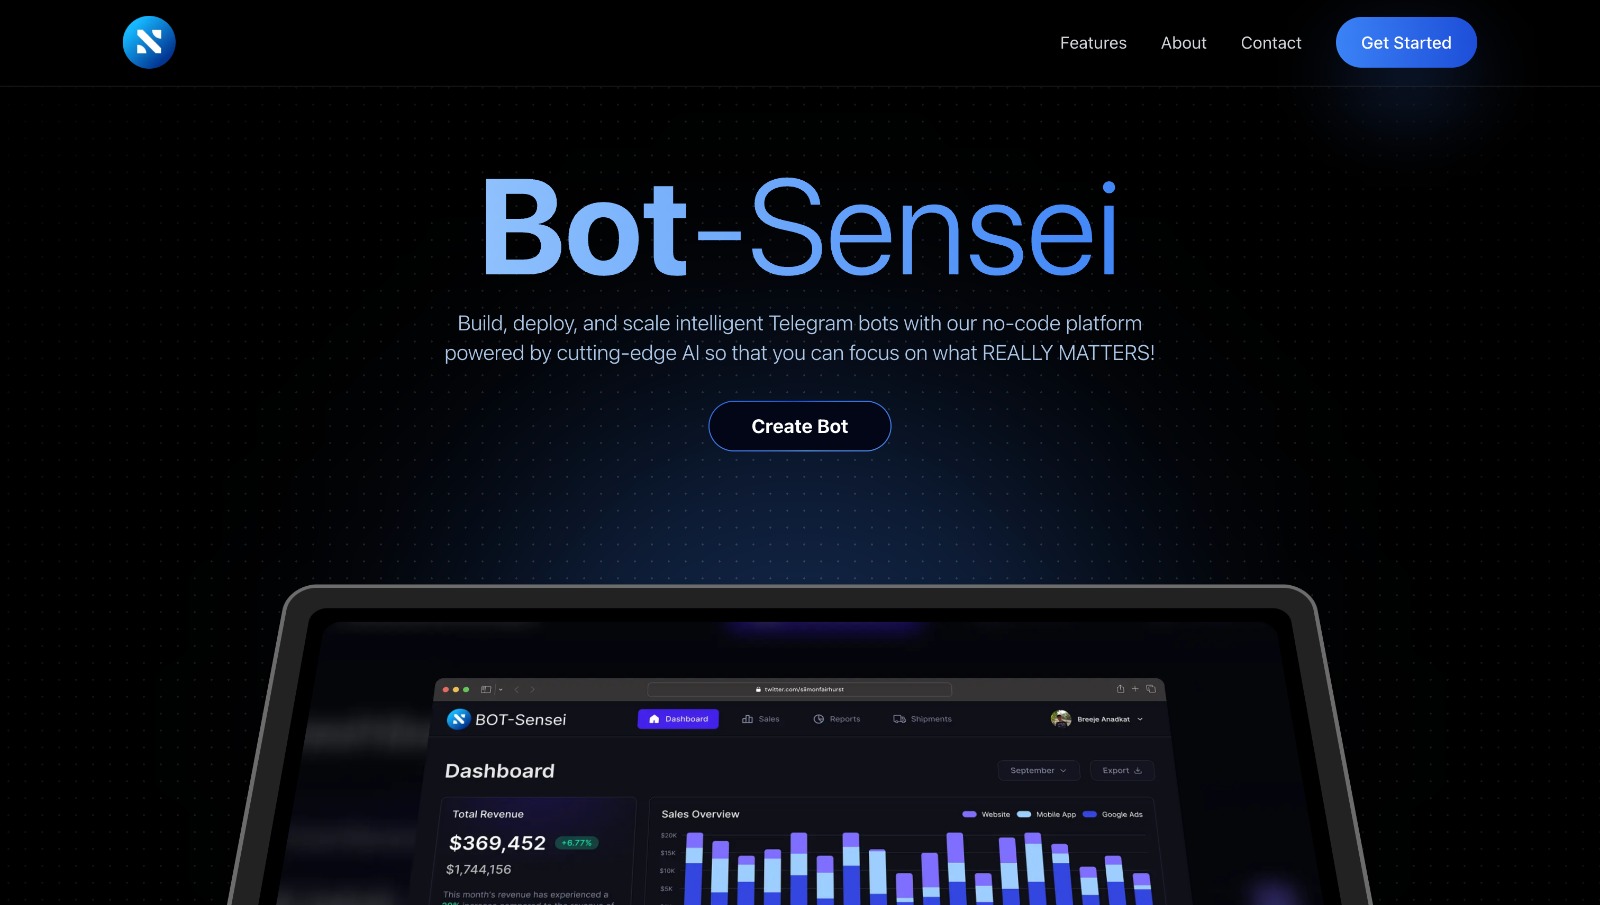 Features
About
Contact
Get Started
Bot-Sensei
Build, deploy, and scale intelligent Telegram bots with our no-code platform
powered by cutting-edge AI so that you can focus on what REALLY MATTERS!
Create Bot
twitter.com/slimonfairhurst
BOT-Sensei
Dashboard
Sales
Reports
Shipments
Breeje Anadkat
Dashboard
September
Export
Total Revenue
$369,452
+6.77%
$1,744,156
This month's revenue has experienced a
Sales Overview
Website
Mobile App
Google Ads
$20K
$15K
$10K
$5K